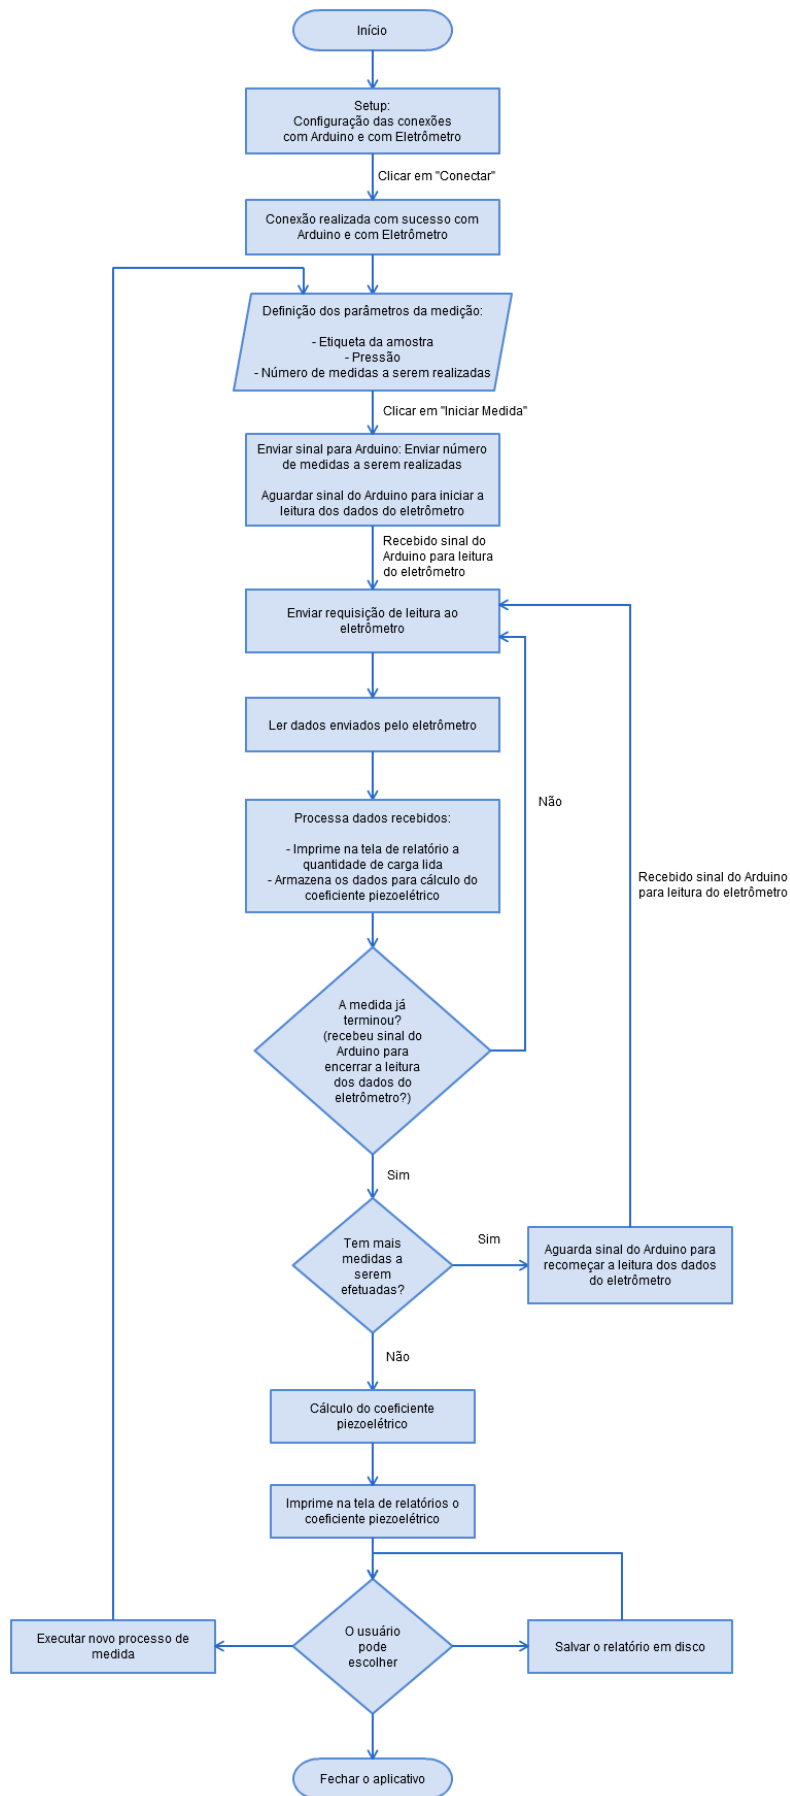 Início
Setup:
Configuração das conexões
com Arduino e com Eletrômetro
Clicar em "Conectar"
Conexão realizada com sucesso com
Arduino e com Eletrômetro
Definição dos parâmetros da medição:
- Etiqueta da amostra
- Pressão
- Número de medidas a serem realizadas
Clicar em "Iniciar Medida"
Enviar sinal para Arduino: Enviar número
de medidas a serem realizadas
Aguardar sinal do Arduino para iniciar a
leitura dos dados do eletrômetro
Recebido sinal do
Arduino para leitura
do eletrômetro
Enviar requisição de leitura ao
eletrômetro
Ler dados enviados pelo eletrômetro
Não
Processa dados recebidos:
- Imprime na tela de relatório a
quantidade de carga lida
- Armazena os dados para cálculo do
coeficiente piezoelétrico
Recebido sinal do Arduino
para leitura do eletrômetro
A medida já
terminou?
(recebeu sinal do
Arduino para
encerrar a leitura
dos dados do
eletrômetro?)
Sim
Tem mais
medidas a
serem
efetuadas?
Sim
Aguarda sinal do Arduino para
recomeçar a leitura dos dados
do eletrômetro
Não
Cálculo do coeficiente
piezoelétrico
Imprime na tela de relatórios o
coeficiente piezoelétrico
Executar novo processo de
medida
O usuário
pode
escolher
Salvar o relatório em disco
Fechar o aplicativo